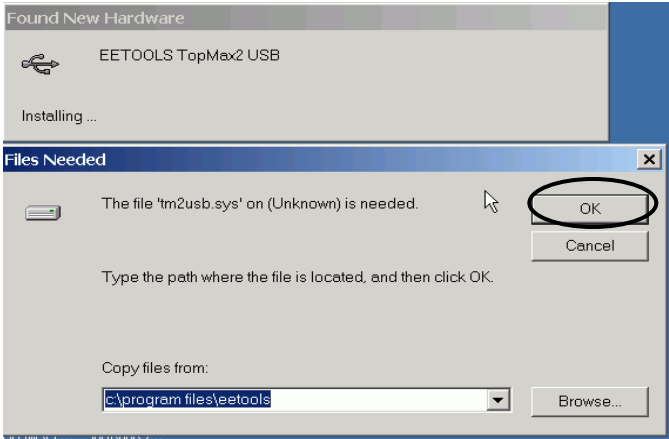 Found New Hardware
EETOOLS TopMax2 USB
Installing ...
Files Needed
The file 'tm2usb.sys' on (Unknown) is needed.
OK
Cancel
Type the path where the file is located, and then click OK.
Copy files from:
c:\program files\eetools
Browse...